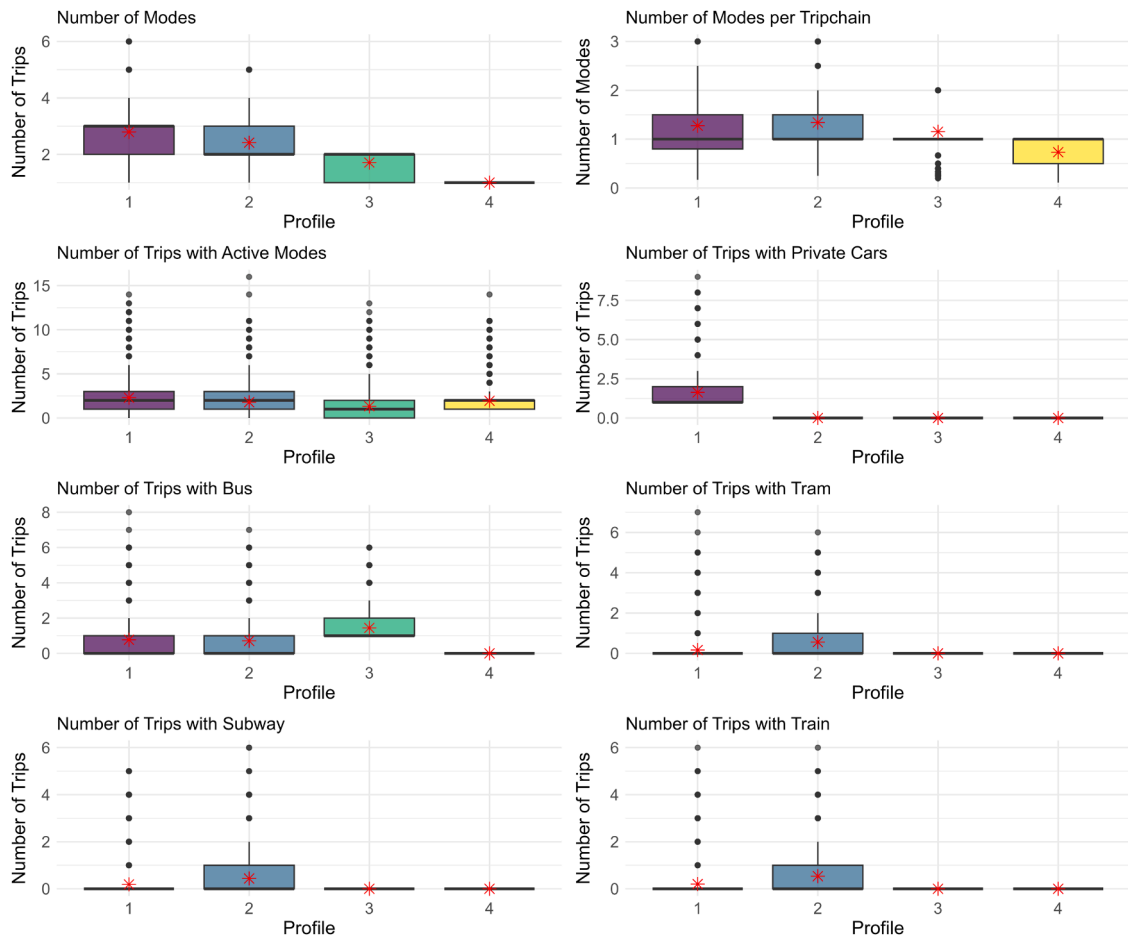 Number of Modes
Number of Trips
6
4
2
1 2 3 4
Profile
Number of Modes per Tripchain
Number of Modes
3
2
1
0
1 2 3 4
Profile
Number of Trips with Active Modes
Number of Trips
15
10
5
0
1 2 3 4
Profile
Number of Trips with Private Cars
Number of Trips
7.5
5.0
2.5
0.0
1 2 3 4
Profile
Number of Trips with Bus
Number of Trips
8
6
4
2
0
1 2 3 4
Profile
Number of Trips with Tram
Number of Trips
6
4
2
0
1 2 3 4
Profile
Number of Trips with Subway
Number of Trips
6
4
2
0
1 2 3 4
Profile
Number of Trips with Train
Number of Trips
6
4
2
0
1 2 3 4
Profile